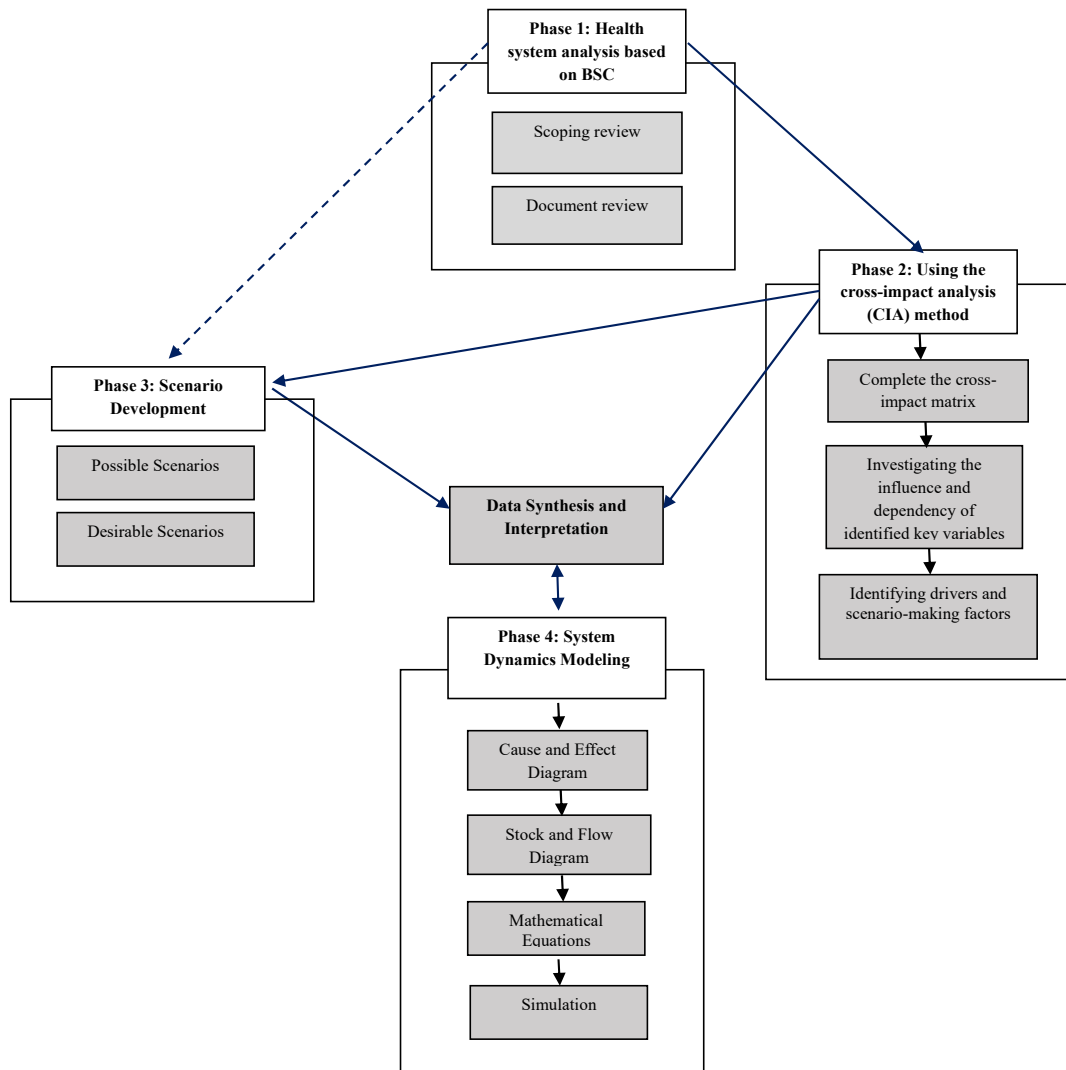 Phase 1: Health
system analysis based
on BSC
Scoping review
Document review
Phase 2: Using the
cross-impact analysis
(CIA) method
Complete the cross-
impact matrix
Investigating the
influence and
dependency of
identified key variables
Identifying drivers and
scenario-making factors
Phase 3: Scenario
Development
Possible Scenarios
Desirable Scenarios
Data Synthesis and
Interpretation
Phase 4: System
Dynamics Modeling
Cause and Effect
Diagram
Stock and Flow
Diagram
Mathematical
Equations
Simulation